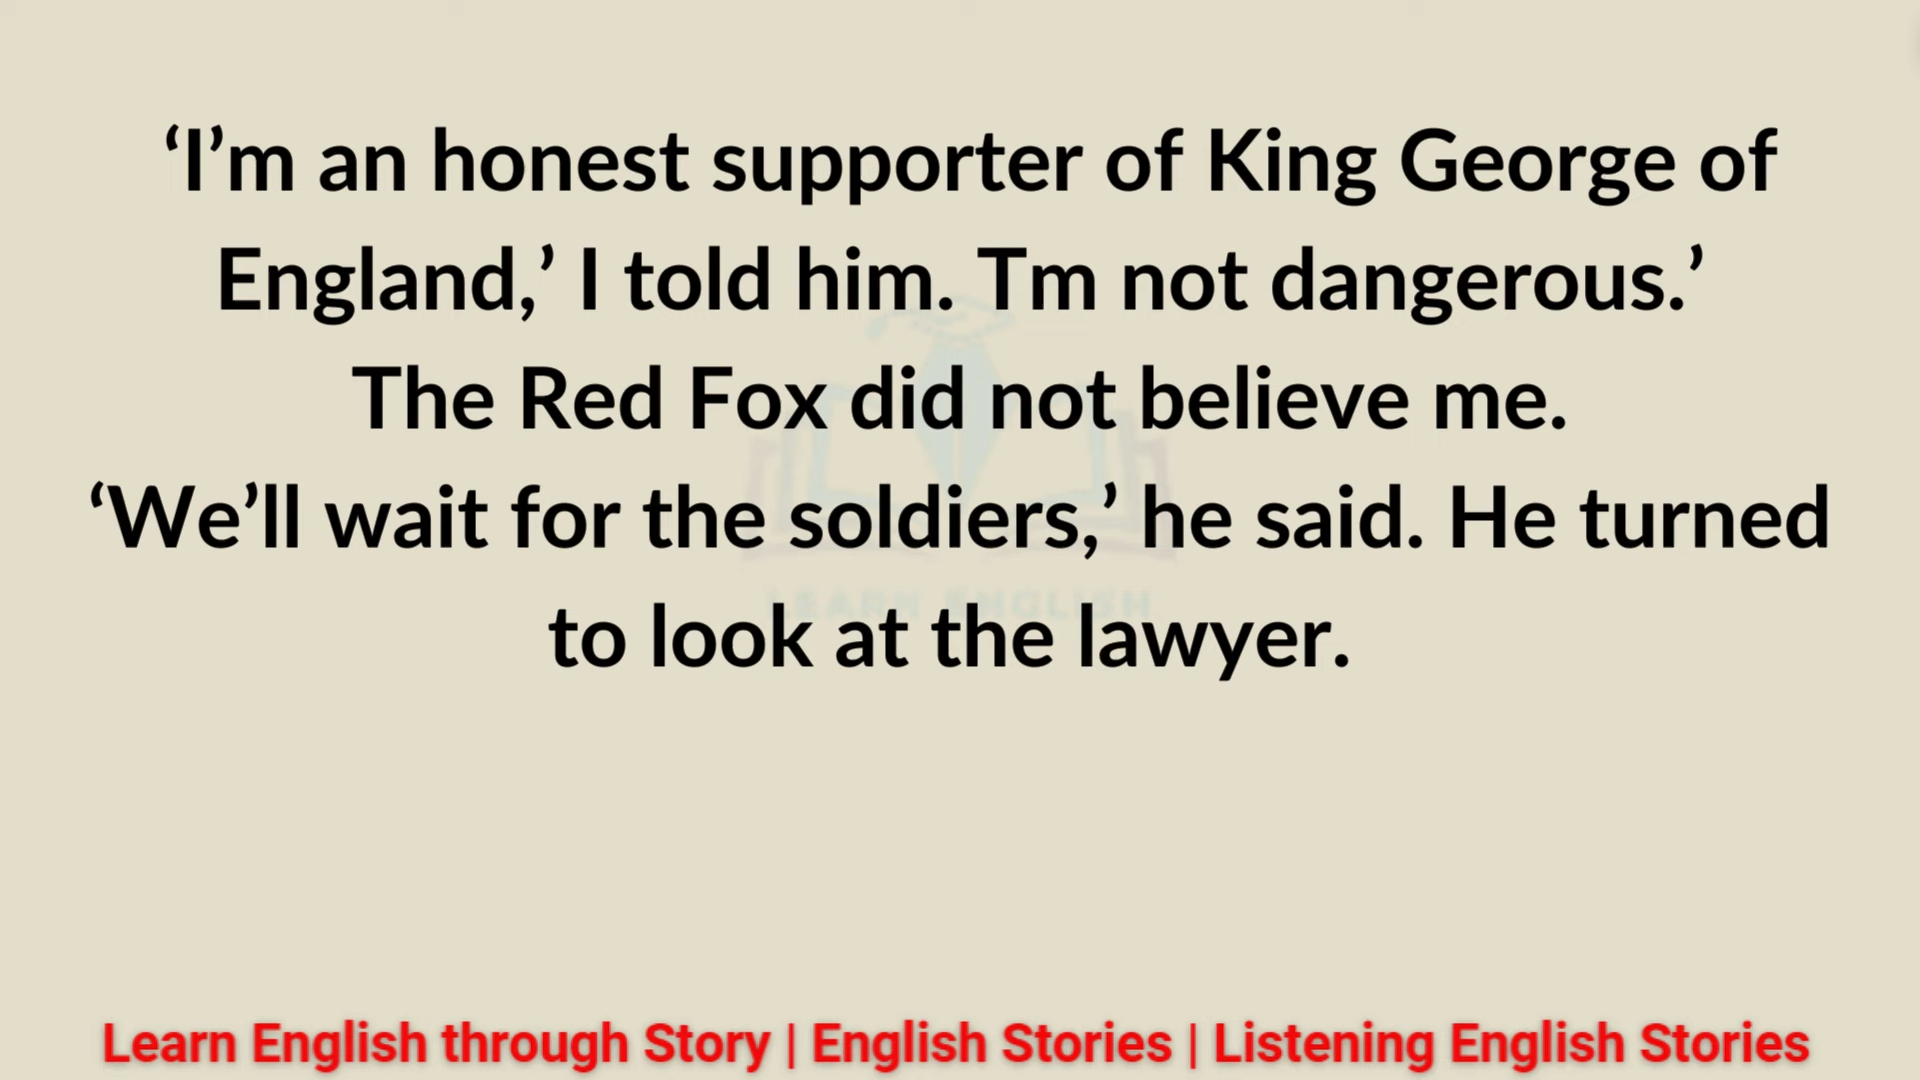 ‘I’m an honest supporter of King George of
England,’ I told him. Tm not dangerous.’
The Red Fox did not believe me.
‘We’ll wait for the soldiers,’ he said. He turned
to look at the lawyer.
LEARN ENGLISH
Learn English through Story | English Stories | Listening English Stories